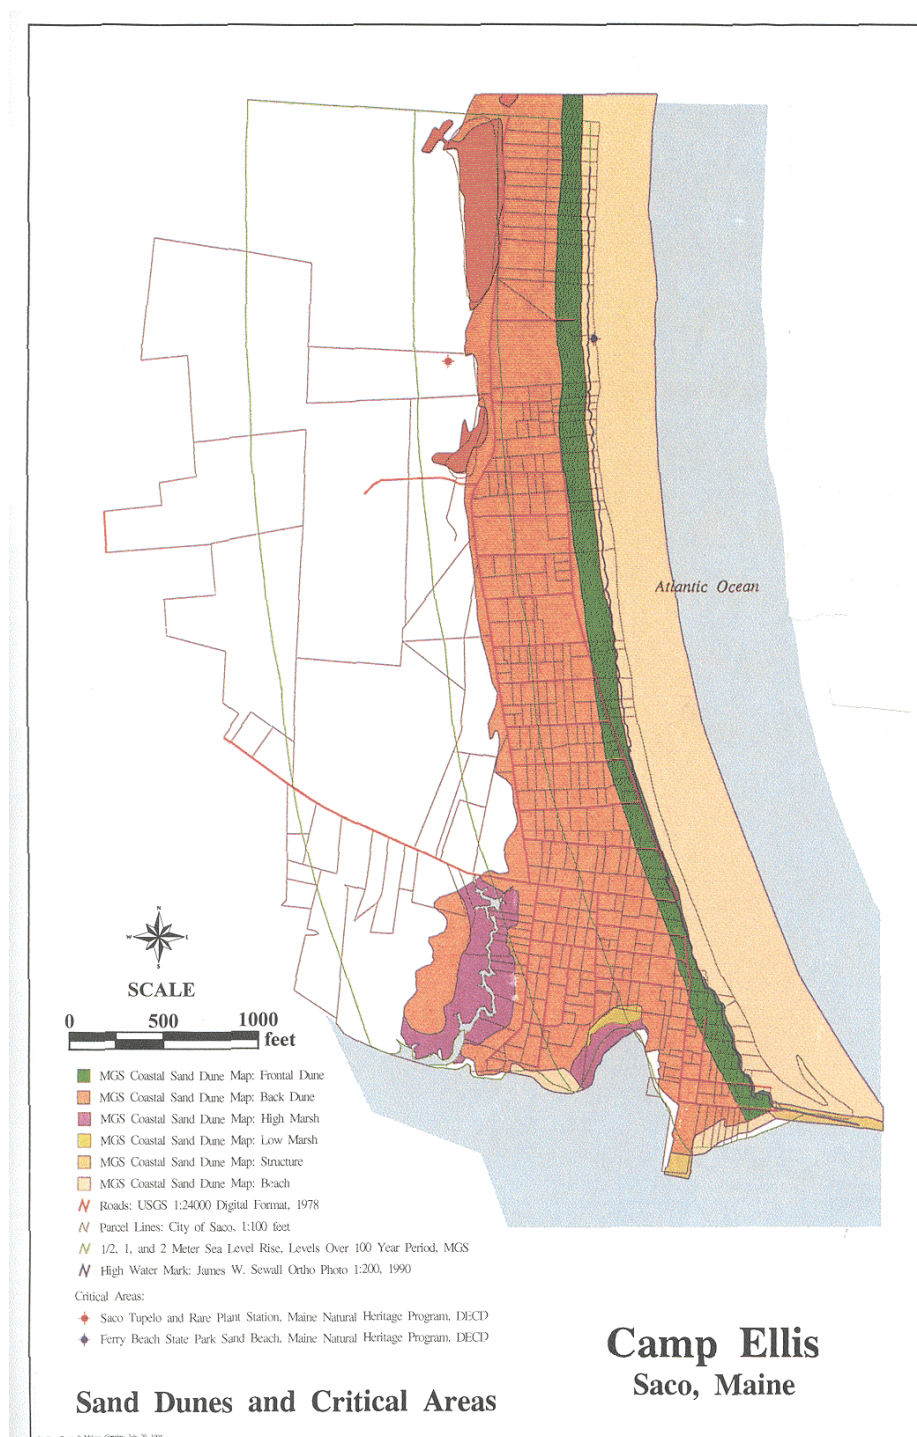 Atlantic Ocean
N
W
E
S
SCALE
0 500 1000
feet
MGS Coastal Sand Dune Map: Frontal Dune
MGS Coastal Sand Dune Map: Back Dune
MGS Coastal Sand Dune Map: High Marsh
MGS Coastal Sand Dune Map: Low Marsh
MGS Coastal Sand Dune Map: Structure
MGS Coastal Sand Dune Map: Beach
Roads: USGS 1:24000 Digital Format, 1978
Parcel Lines: City of Saco, 1:100 feet
1/2, 1, and 2 Meter Sea Level Rise, Levels Over 100 Year Period, MGS
High Water Mark: James W. Sewall Ortho Photo 1:200, 1990
Critical Areas:
Saco Tupelo and Rare Plant Station, Maine Natural Heritage Program, DECD
Ferry Beach State Park Sand Beach, Maine Natural Heritage Program, DECD
Camp Ellis
Saco, Maine
Sand Dunes and Critical Areas